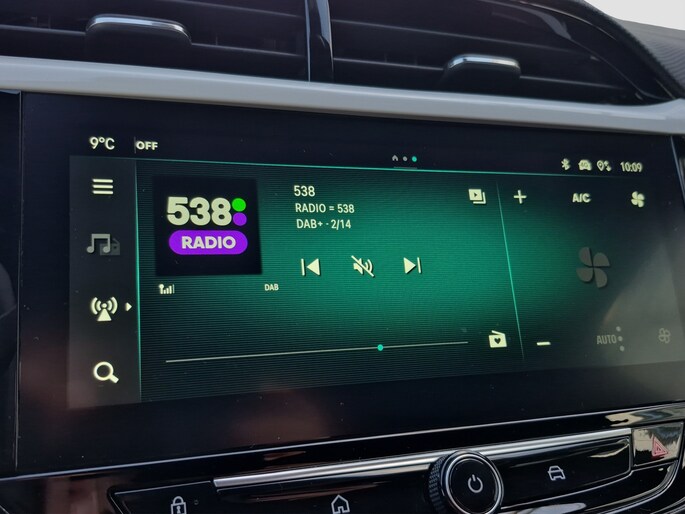 9°C OFF
10:09
538
RADIO
538
RADIO = 538
DAB+ · 2/14
DAB
A/C
AUTO